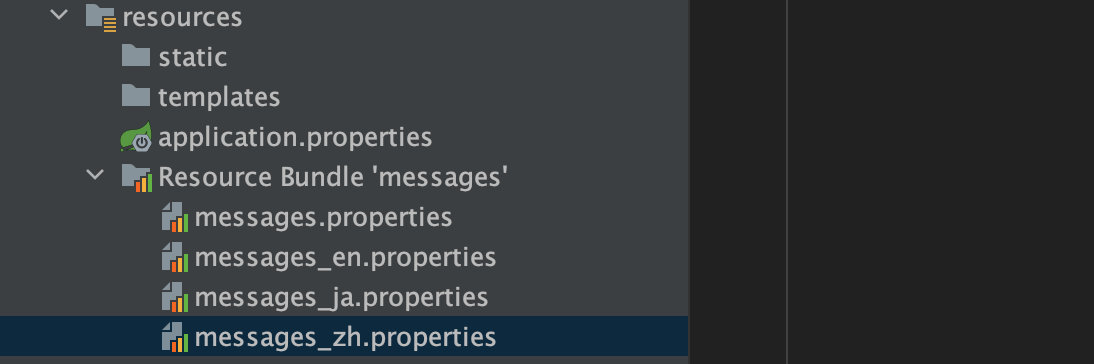 resources
static
templates
application.properties
Resource Bundle 'messages'
messages.properties
messages_en.properties
messages_ja.properties
messages_zh.properties